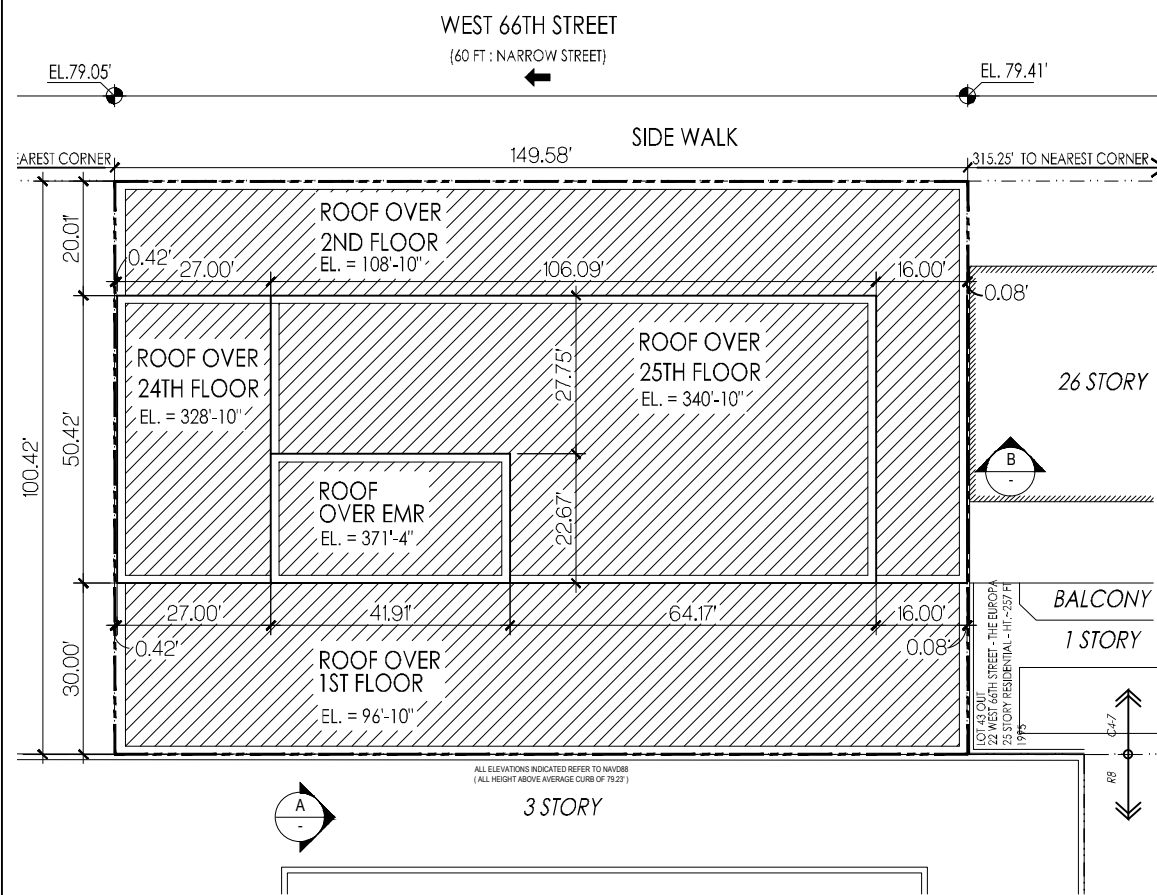 WEST 66TH STREET
(60 FT : NARROW STREET)
EL.79.05'
EL. 79.41'
SIDE WALK
149.58'
EAREST CORNER
315.25' TO NEAREST CORNER
ROOF OVER
2ND FLOOR
EL. = 108'-10"
20.01'
0.42'
27.00'
106.09'
16.00'
0.08'
ROOF OVER
24TH FLOOR
EL. = 328'-10"
27.75'
ROOF OVER
25TH FLOOR
EL. = 340'-10"
26 STORY
100.42'
50.42'
B
-
ROOF
OVER EMR
EL. = 371'-4"
22.67'
27.00'
41.91'
64.17'
16.00'
0.42'
0.08'
BALCONY
1 STORY
30.00'
ROOF OVER
1ST FLOOR
EL. = 96'-10"
LOT 43 OUT
22 WEST 66TH STREET - THE EUROPA
25 STORY RESIDENTIAL - HT.~257 FT
1995
C4-7
R8
ALL ELEVATIONS INDICATED REFER TO NAVD88
( ALL HEIGHT ABOVE AVERAGE CURB OF 79.23' )
A
-
3 STORY